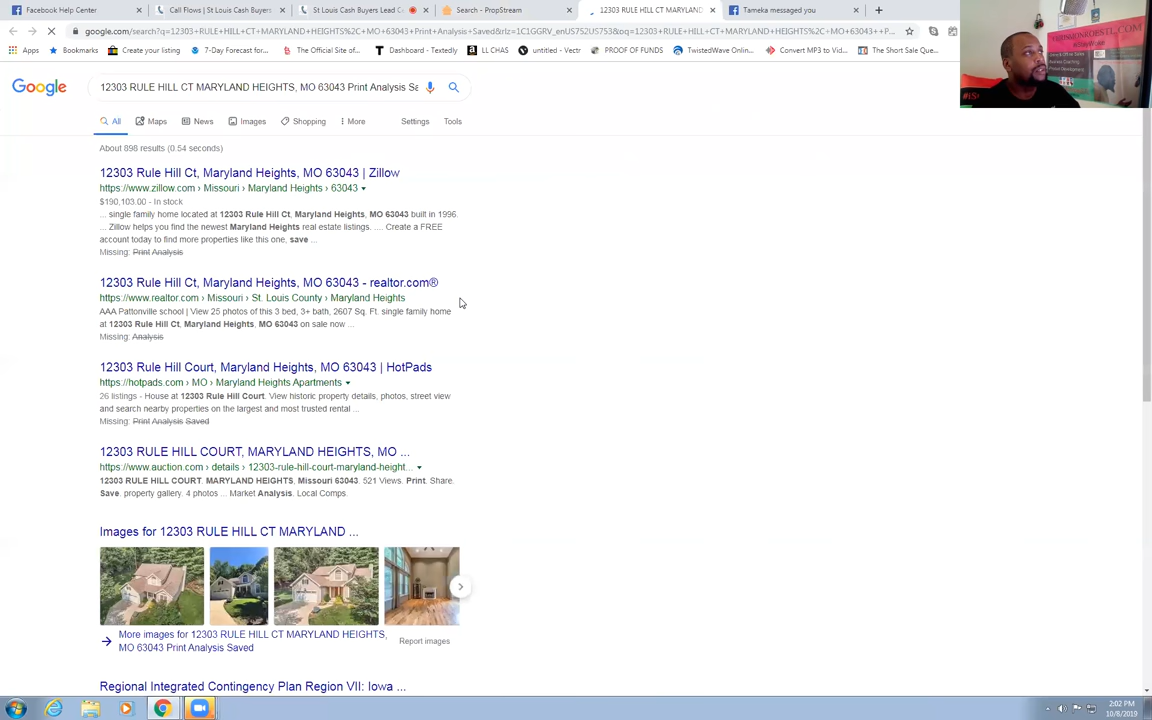 Facebook Help Center
Call Flows | St Louis Cash Buyers
St Louis Cash Buyers Lead C
Search - PropStream
12303 RULE HILL CT MARYLAND
Tameka messaged you
google.com/search?q=12303+RULE+HILL+CT+MARYLAND+HEIGHTS%2C+MO+63043+Print+Analysis+Saved&rlz=1C1GGRV_enUS752US753&oq=12303+RULE+HILL+CT+MARYLAND+HEIGHTS%2C+MO+63043++P...
Apps
Bookmarks
Create your listing
7-Day Forecast for...
The Official Site of...
Dashboard - Textedly
LL CHAS
untitled - Vectr
PROOF OF FUNDS
TwistedWave Onlin...
Convert MP3 to Vid...
The Short Sale Que...
Google
12303 RULE HILL CT MARYLAND HEIGHTS, MO 63043 Print Analysis Sa
All
Maps
News
Images
Shopping
More
Settings
Tools
About 898 results (0.54 seconds)
12303 Rule Hill Ct, Maryland Heights, MO 63043 | Zillow
https://www.zillow.com › Missouri › Maryland Heights › 63043
$190,103.00 - In stock
... single family home located at 12303 Rule Hill Ct, Maryland Heights, MO 63043 built in 1996.
... Zillow helps you find the newest Maryland Heights real estate listings. .... Create a FREE
account today to find more properties like this one, save ...
Missing: Print Analysis
12303 Rule Hill Ct, Maryland Heights, MO 63043 - realtor.com®
https://www.realtor.com › Missouri › St. Louis County › Maryland Heights
AAA Pattonville school | View 25 photos of this 3 bed, 3+ bath, 2607 Sq. Ft. single family home
at 12303 Rule Hill Ct, Maryland Heights, MO 63043 on sale now ...
Missing: Analysis
12303 Rule Hill Court, Maryland Heights, MO 63043 | HotPads
https://hotpads.com › MO › Maryland Heights Apartments
26 listings - House at 12303 Rule Hill Court. View historic property details, photos, street view
and search nearby properties on the largest and most trusted rental ...
Missing: Print Analysis Saved
12303 RULE HILL COURT, MARYLAND HEIGHTS, MO ...
https://www.auction.com › details › 12303-rule-hill-court-maryland-height...
12303 RULE HILL COURT. MARYLAND HEIGHTS, Missouri 63043. 521 Views. Print. Share.
Save. property gallery. 4 photos ... Market Analysis. Local Comps.
Images for 12303 RULE HILL CT MARYLAND ...
More images for 12303 RULE HILL CT MARYLAND HEIGHTS,
MO 63043 Print Analysis Saved
Report images
Regional Integrated Contingency Plan Region VII: Iowa ...
2:02 PM
10/8/2019